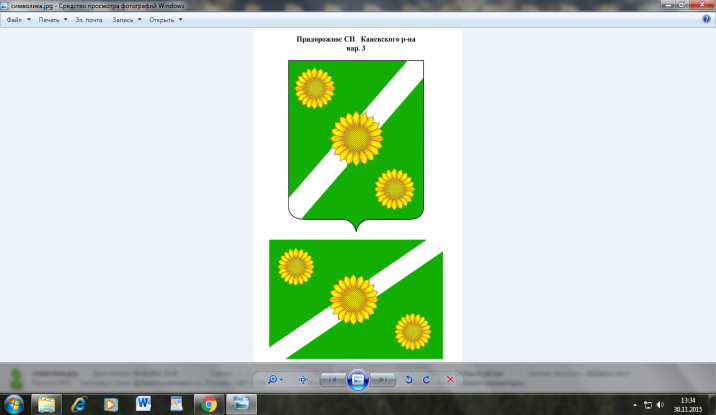 символика.jpg - Средство просмотра фотографий Windows
Файл Печать Эл. почта Запись Открыть
Придорожное СП Каневского р-на
вар. 3
13:34
30.11.2015